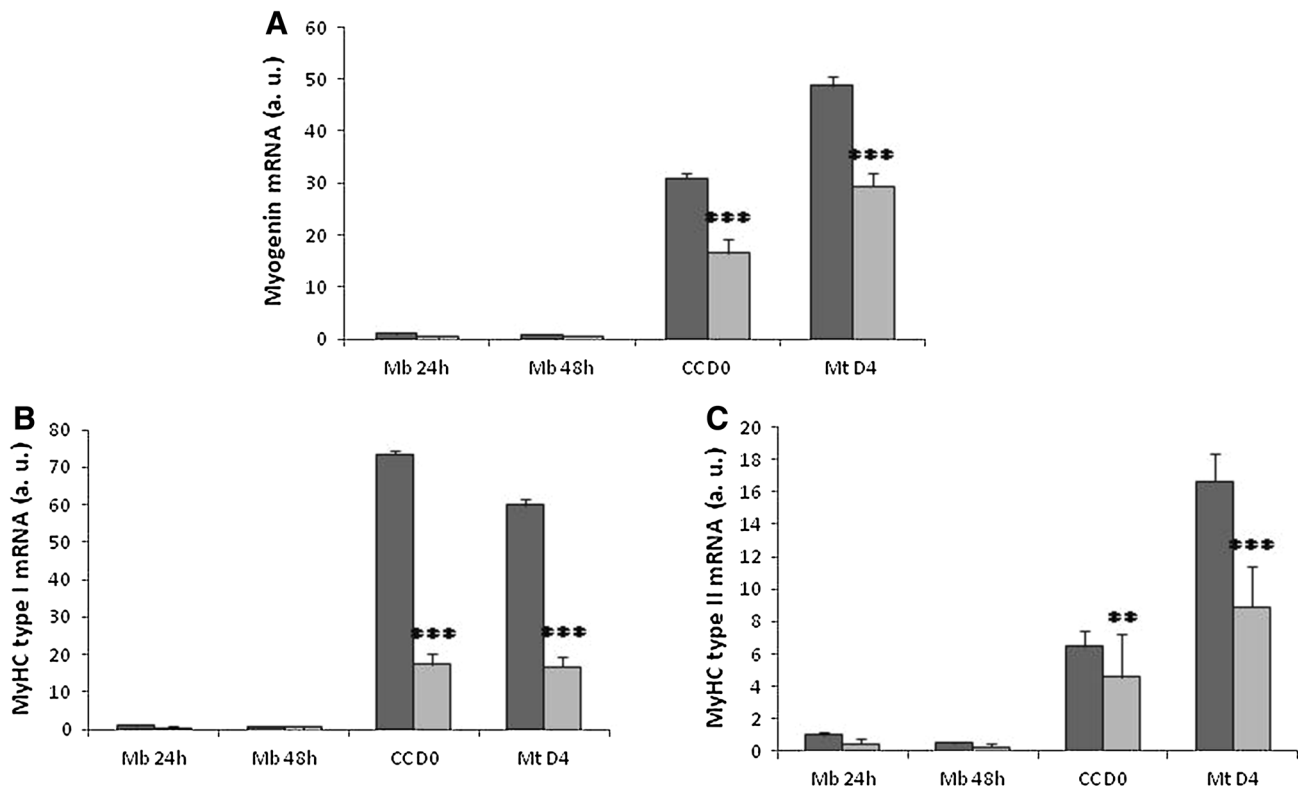 A
Myogenin mRNA (a. u.)
60
50
40
30
20
10
0
***
***
Mb 24h
Mb 48h
CC D0
Mt D4
B
MyHC type I mRNA (a. u.)
80
70
60
50
40
30
20
10
0
***
***
Mb 24h
Mb 48h
CC D0
Mt D4
C
MyHC type II mRNA (a. u.)
20
18
16
14
12
10
8
6
4
2
0
**
***
Mb 24h
Mb 48h
CC D0
Mt D4